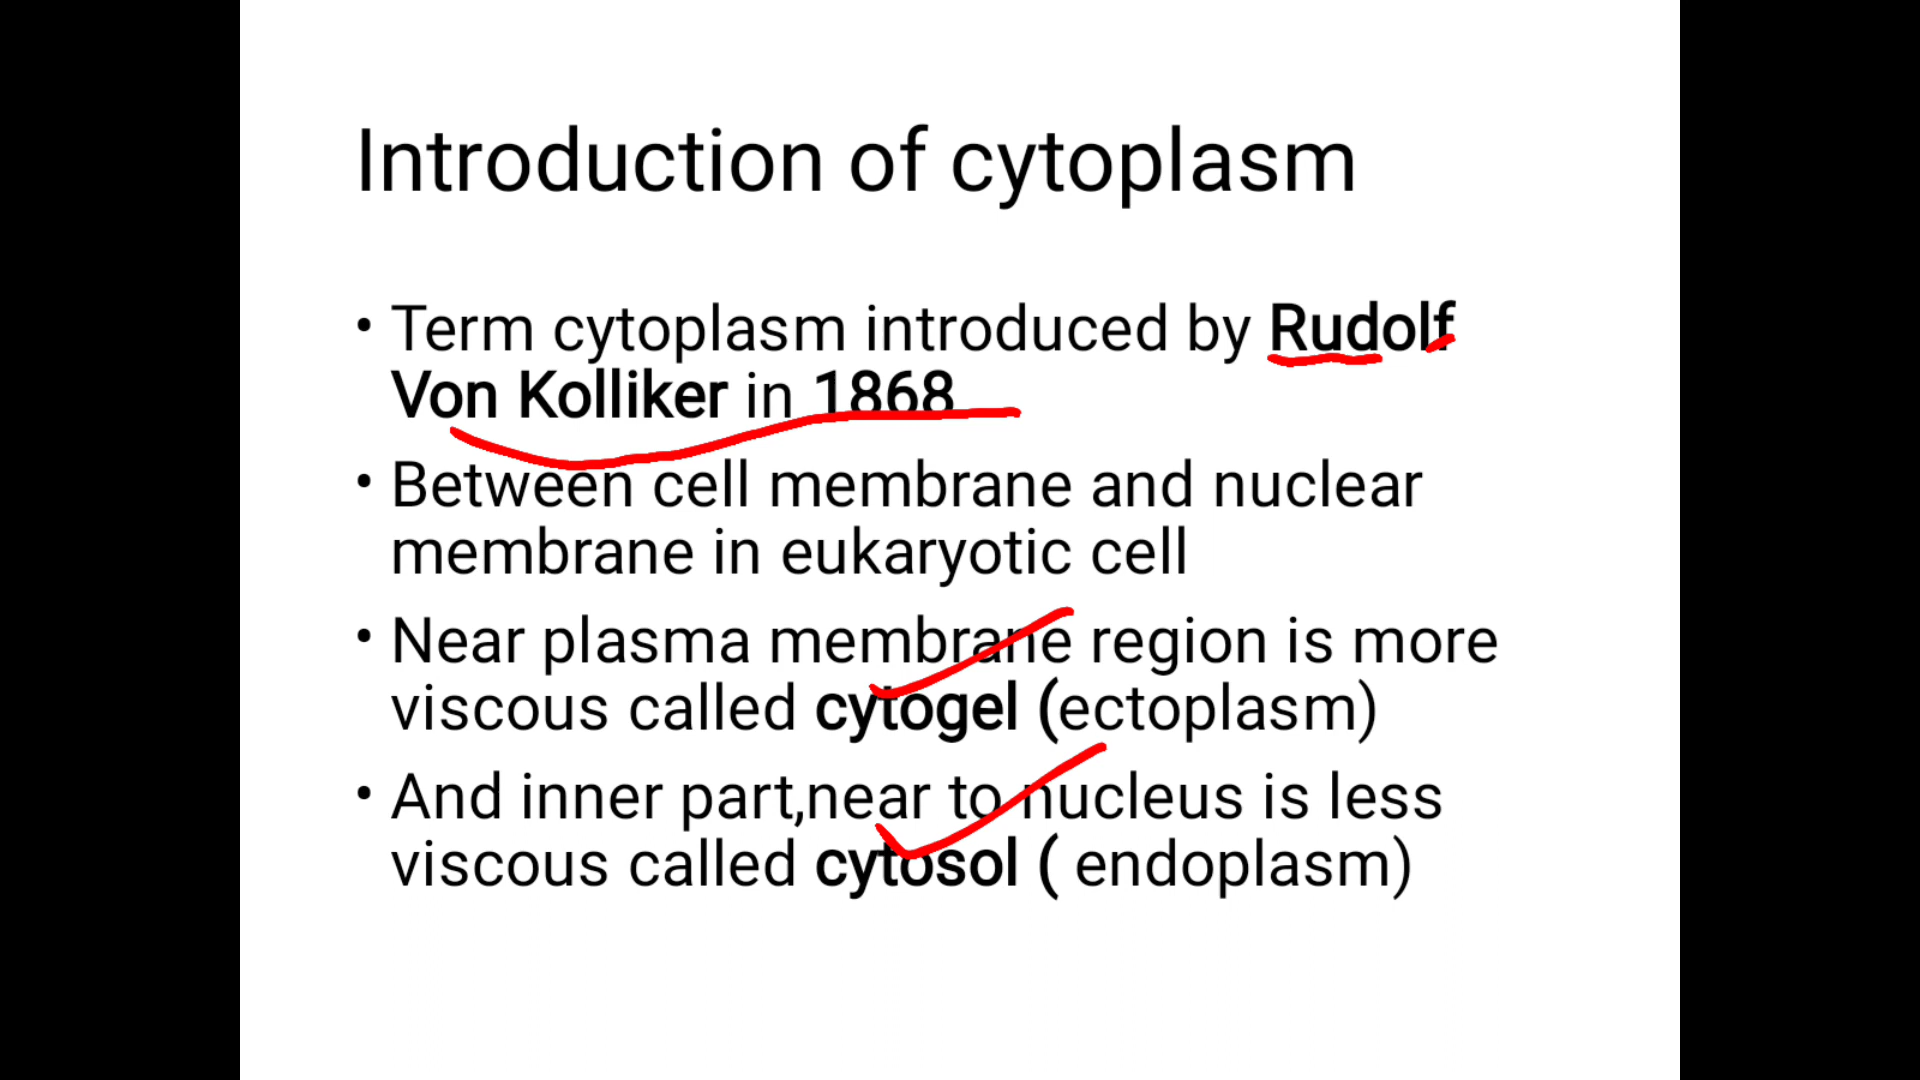 Introduction of cytoplasm
• Term cytoplasm introduced by Rudolf
Von Kolliker in 1868
• Between cell membrane and nuclear
membrane in eukaryotic cell
• Near plasma membrane region is more
viscous called cytogel (ectoplasm)
• And inner part,near to nucleus is less
viscous called cytosol ( endoplasm)